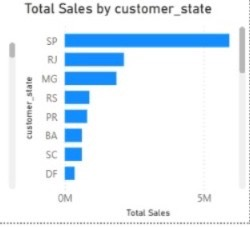 Total Sales by customer_state
customer_state
SP
RJ
MG
RS
PR
BA
SC
DF
0M 5M
Total Sales